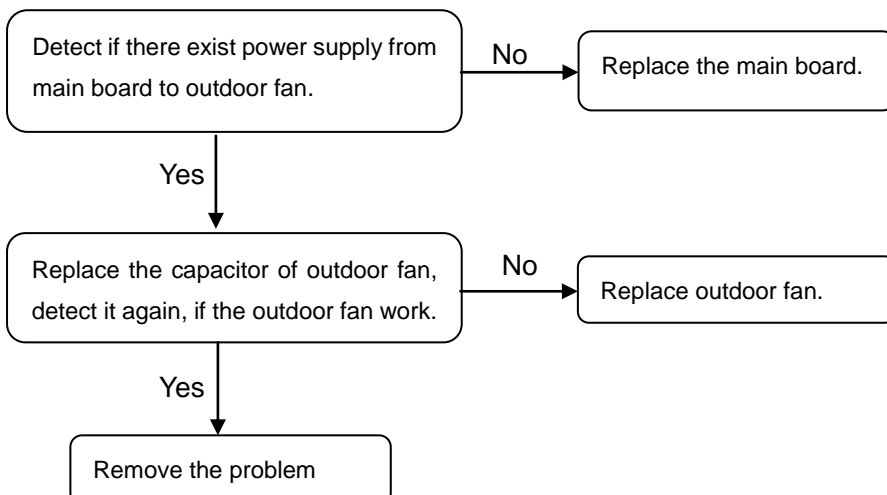 Detect if there exist power supply from
main board to outdoor fan.
No
Replace the main board.
Yes
Replace the capacitor of outdoor fan,
detect it again, if the outdoor fan work.
No
Replace outdoor fan.
Yes
Remove the problem